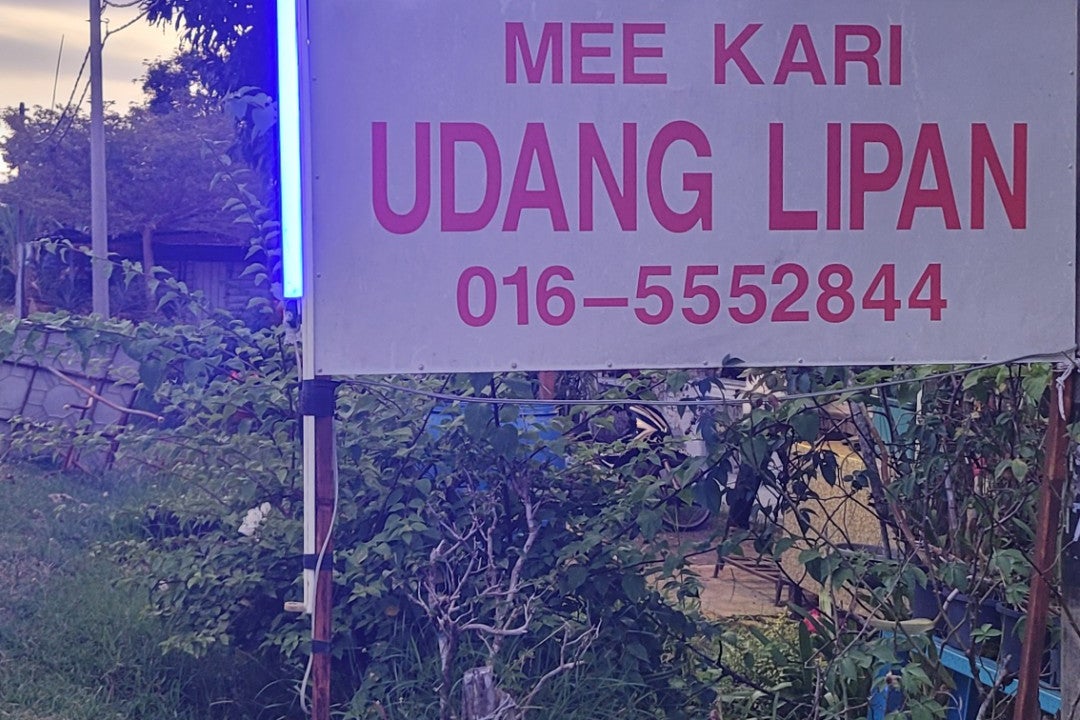 MEE KARI
UDANG LIPAN
016-5552844